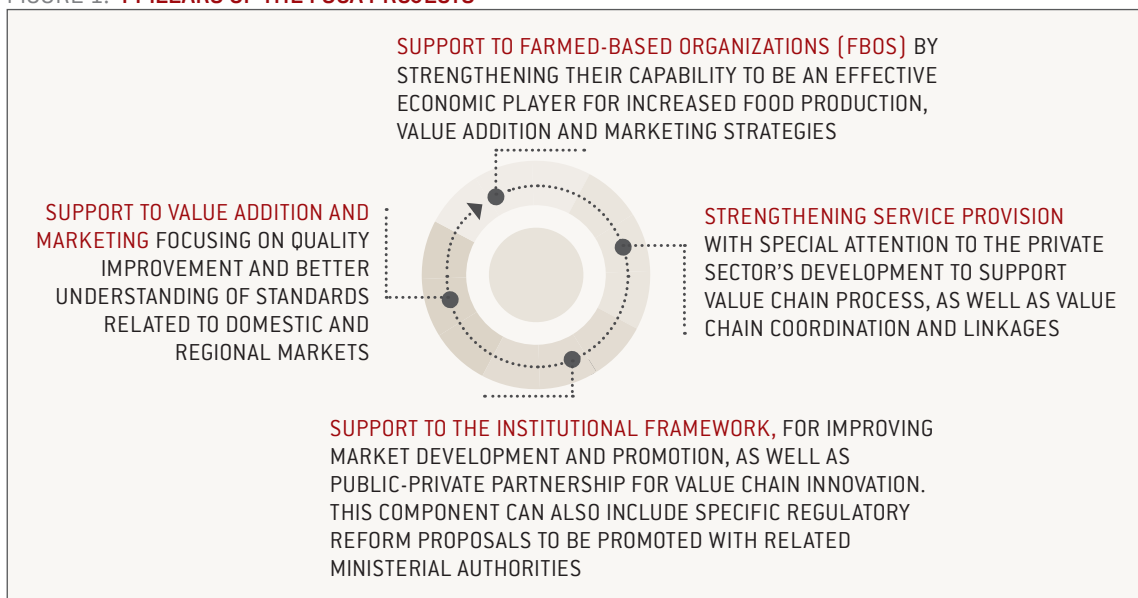 SUPPORT TO FARMED-BASED ORGANIZATIONS (FBOS) BY
STRENGTHENING THEIR CAPABILITY TO BE AN EFFECTIVE
ECONOMIC PLAYER FOR INCREASED FOOD PRODUCTION,
VALUE ADDITION AND MARKETING STRATEGIES
SUPPORT TO VALUE ADDITION AND
MARKETING FOCUSING ON QUALITY
IMPROVEMENT AND BETTER
UNDERSTANDING OF STANDARDS
RELATED TO DOMESTIC AND
REGIONAL MARKETS
STRENGTHENING SERVICE PROVISION
WITH SPECIAL ATTENTION TO THE PRIVATE
SECTOR'S DEVELOPMENT TO SUPPORT
VALUE CHAIN PROCESS, AS WELL AS VALUE
CHAIN COORDINATION AND LINKAGES
SUPPORT TO THE INSTITUTIONAL FRAMEWORK, FOR IMPROVING
MARKET DEVELOPMENT AND PROMOTION, AS WELL AS
PUBLIC-PRIVATE PARTNERSHIP FOR VALUE CHAIN INNOVATION.
THIS COMPONENT CAN ALSO INCLUDE SPECIFIC REGULATORY
REFORM PROPOSALS TO BE PROMOTED WITH RELATED
MINISTERIAL AUTHORITIES